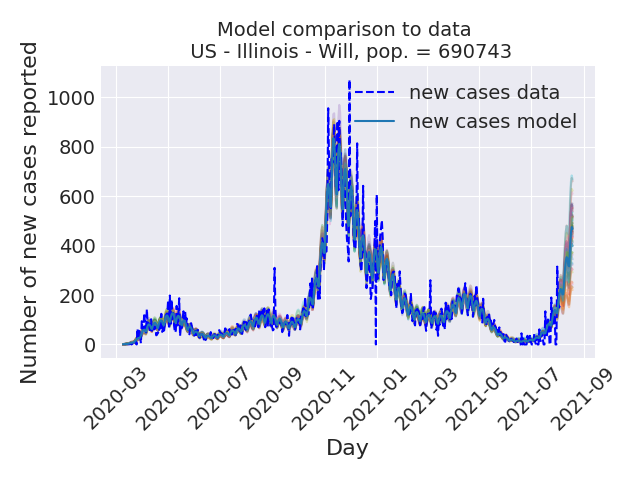 Model comparison to data
US - Illinois - Will, pop. = 690743
Number of new cases reported
1000
800
600
400
200
0
new cases data
new cases model
2020-03
2020-05
2020-07
2020-09
2020-11
2021-01
2021-03
2021-05
2021-07
2021-09
Day